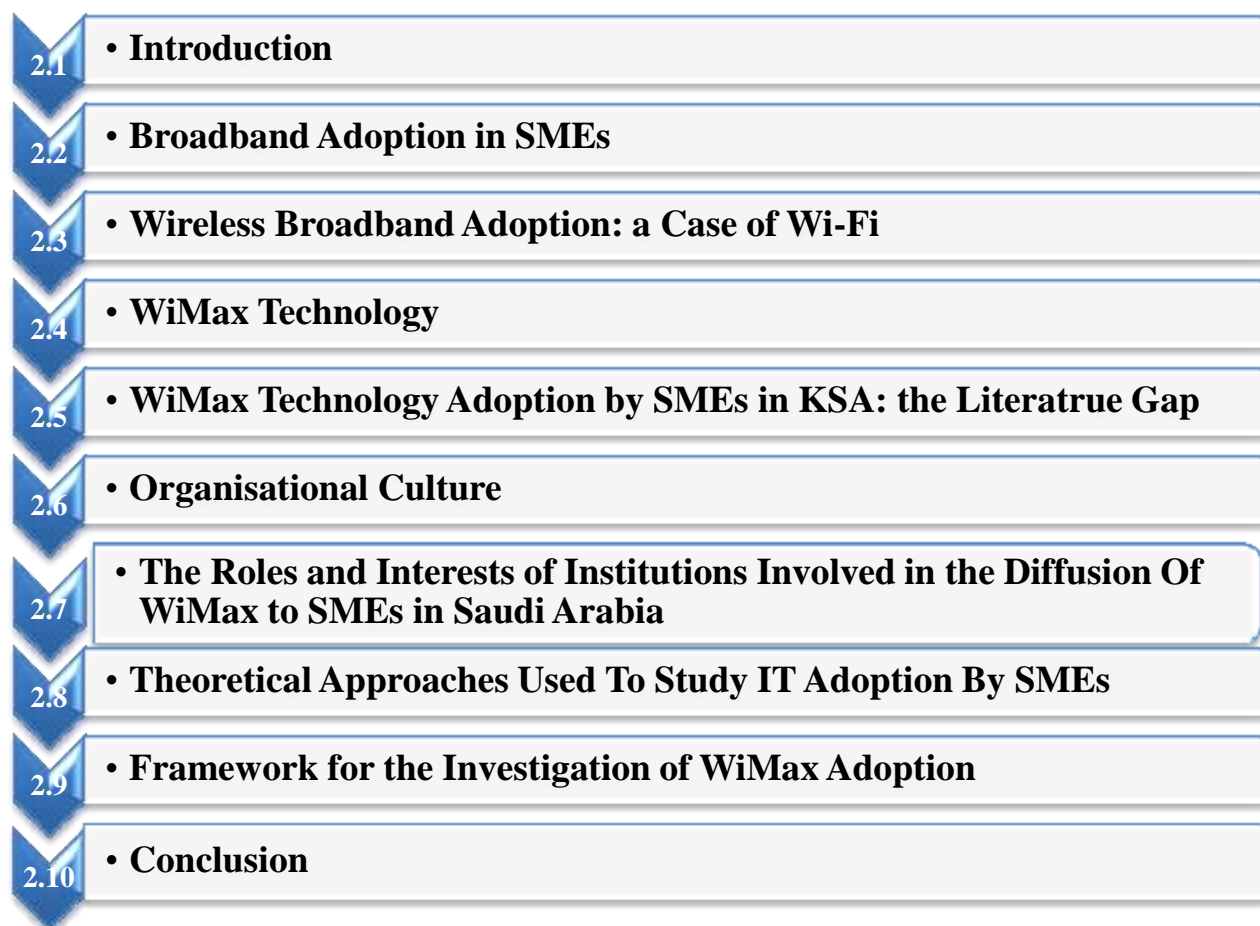 2.1
• Introduction
2.2
• Broadband Adoption in SMEs
2.3
• Wireless Broadband Adoption: a Case of Wi-Fi
2.4
• WiMax Technology
2.5
• WiMax Technology Adoption by SMEs in KSA: the Literatrue Gap
2.6
• Organisational Culture
2.7
• The Roles and Interests of Institutions Involved in the Diffusion Of
WiMax to SMEs in Saudi Arabia
2.8
• Theoretical Approaches Used To Study IT Adoption By SMEs
2.9
• Framework for the Investigation of WiMax Adoption
2.10
• Conclusion